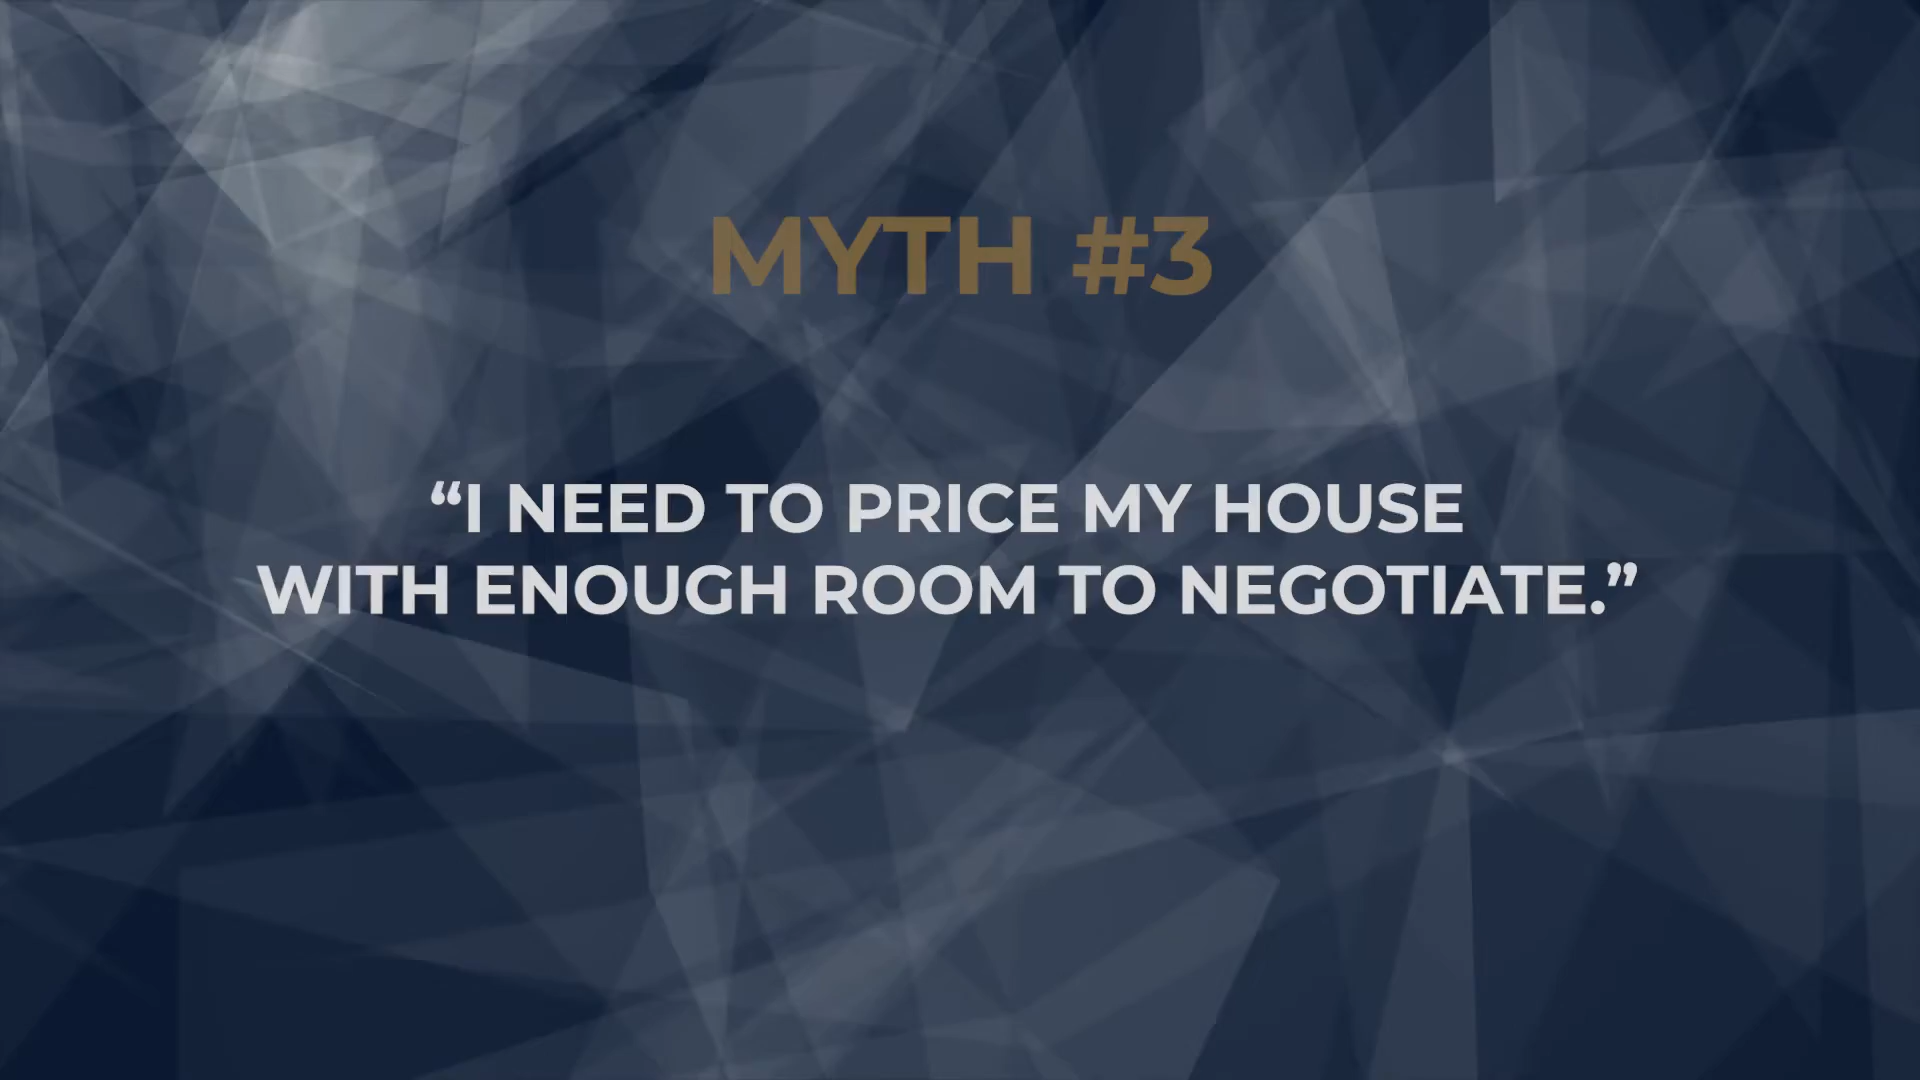 MYTH #3
“I NEED TO PRICE MY HOUSE
WITH ENOUGH ROOM TO NEGOTIATE.”